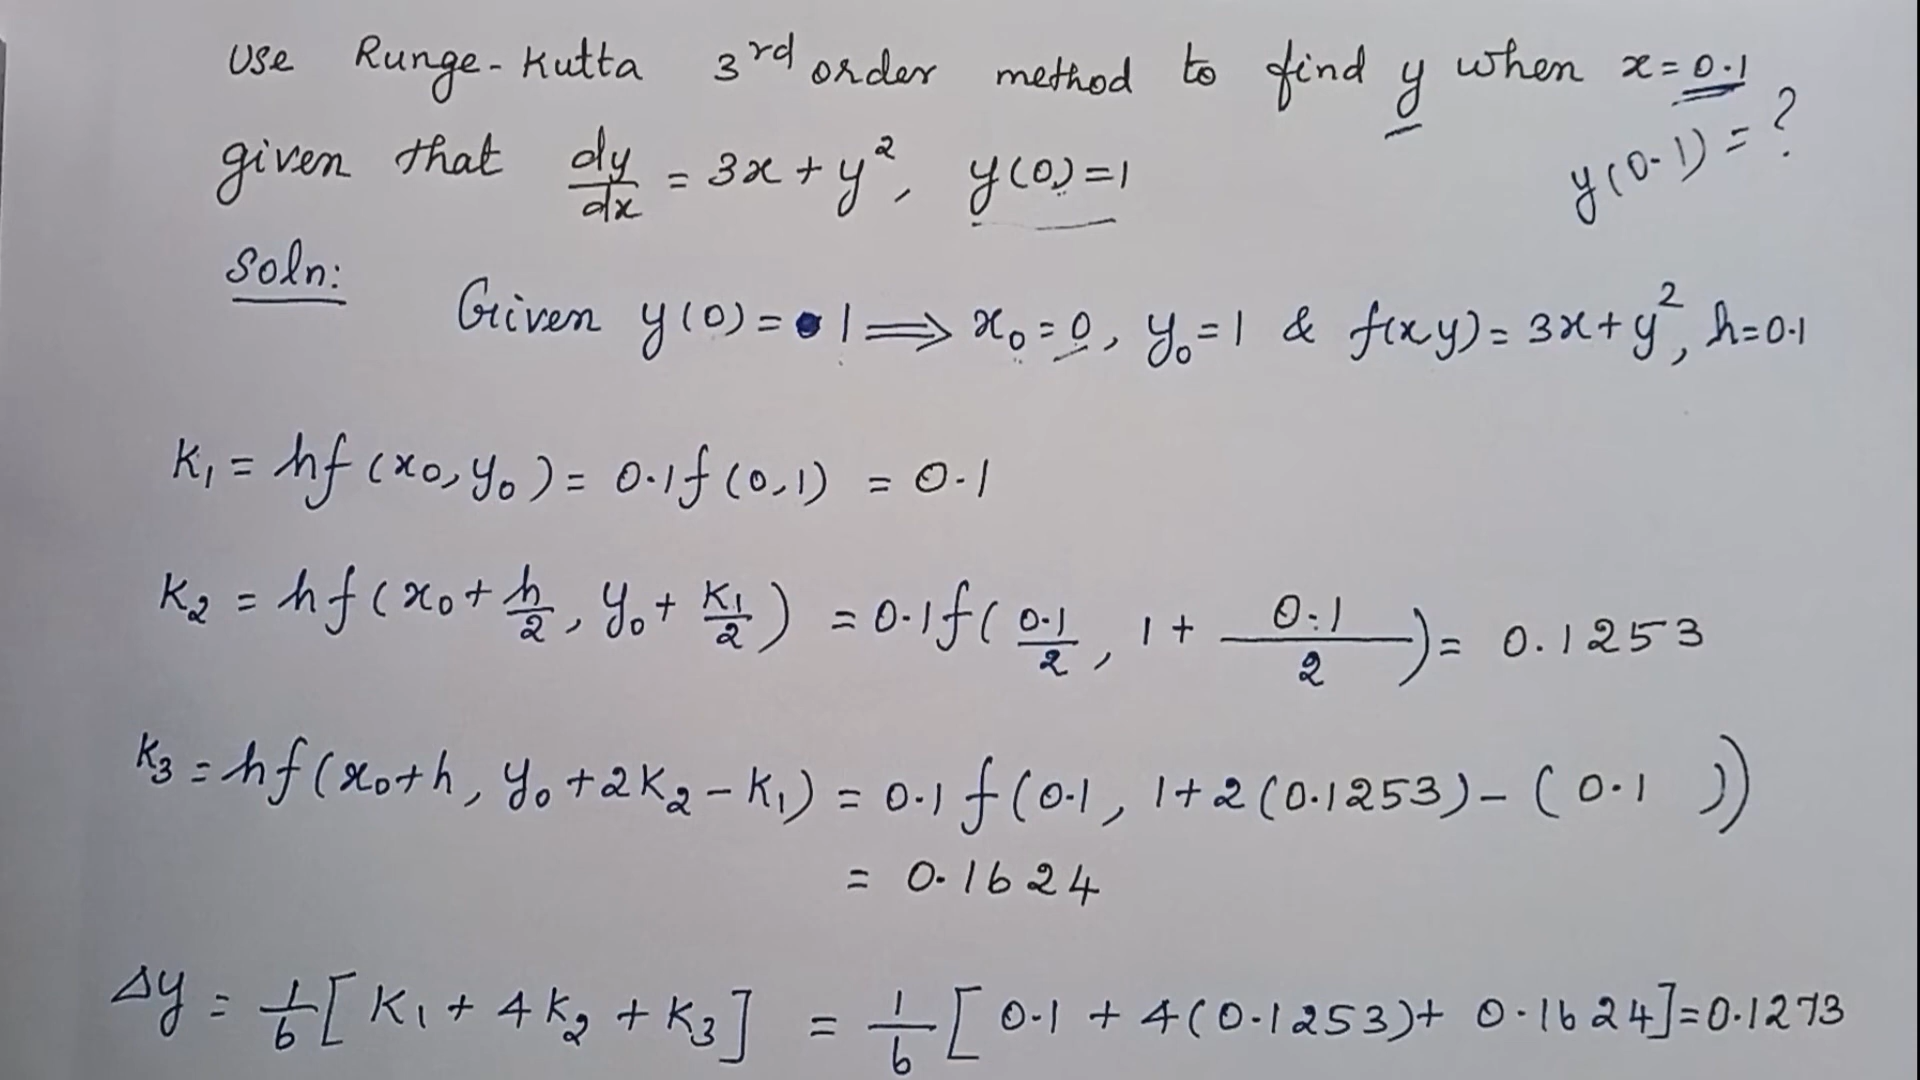 Use Runge-Kutta 3rd order method to find y when x=0.1
given that dy/dx = 3x + y², y(0)=1
y(0.1)=?
Soln:
Given y(0)=1 ⟹ x₀=0, y₀=1 & f(xy)=3x+y², h=0.1
K₁ = hf(x₀,y₀) = 0.1f(0,1) = 0.1
K₂ = hf(x₀+h/2, y₀+K₁/2) = 0.1f(0.1/2, 1+0.1/2) = 0.1253
K₃ = hf(x₀+h, y₀+2K₂-K₁) = 0.1f(0.1, 1+2(0.1253)-(0.1))
= 0.1624
Δy = 1/6[K₁+4K₂+K₃] = 1/6[0.1+4(0.1253)+0.1624]=0.1273